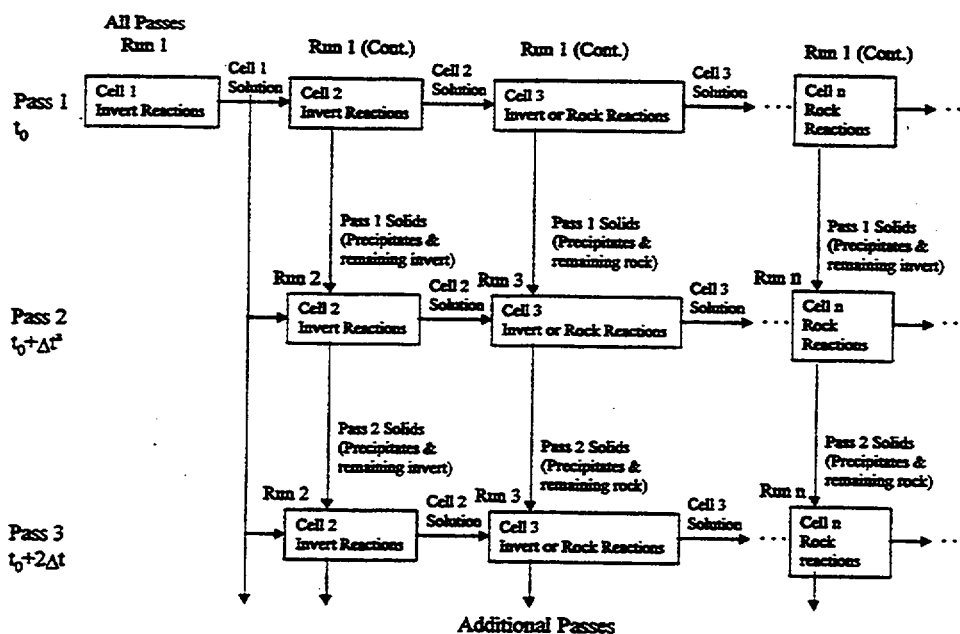 All Passes
Run 1
Run 1 (Cont.)
Run 1 (Cont.)
Run 1 (Cont.)
Pass 1
t0
Cell 1
Invert Reactions
Cell 1
Solution
Cell 2
Invert Reactions
Cell 2
Solution
Cell 3
Invert or Rock Reactions
Cell 3
Solution
Cell n
Rock
Reactions
Pass 1 Solids
(Precipitates &
remaining invert)
Pass 1 Solids
(Precipitates &
remaining rock)
Pass 1 Solids
(Precipitates &
remaining invert)
Pass 2
t0+Δtª
Run 2
Cell 2
Invert Reactions
Cell 2
Solution
Run 3
Cell 3
Invert or Rock Reactions
Cell 3
Solution
Run n
Cell n
Rock
Reactions
Pass 2 Solids
(Precipitates &
remaining invert)
Pass 2 Solids
(Precipitates &
remaining rock)
Pass 2 Solids
(Precipitates &
remaining rock)
Pass 3
t0+2Δt
Run 2
Cell 2
Invert Reactions
Cell 2
Solution
Run 3
Cell 3
Invert or Rock Reactions
Cell 3
Solution
Run n
Cell n
Rock
reactions
Additional Passes